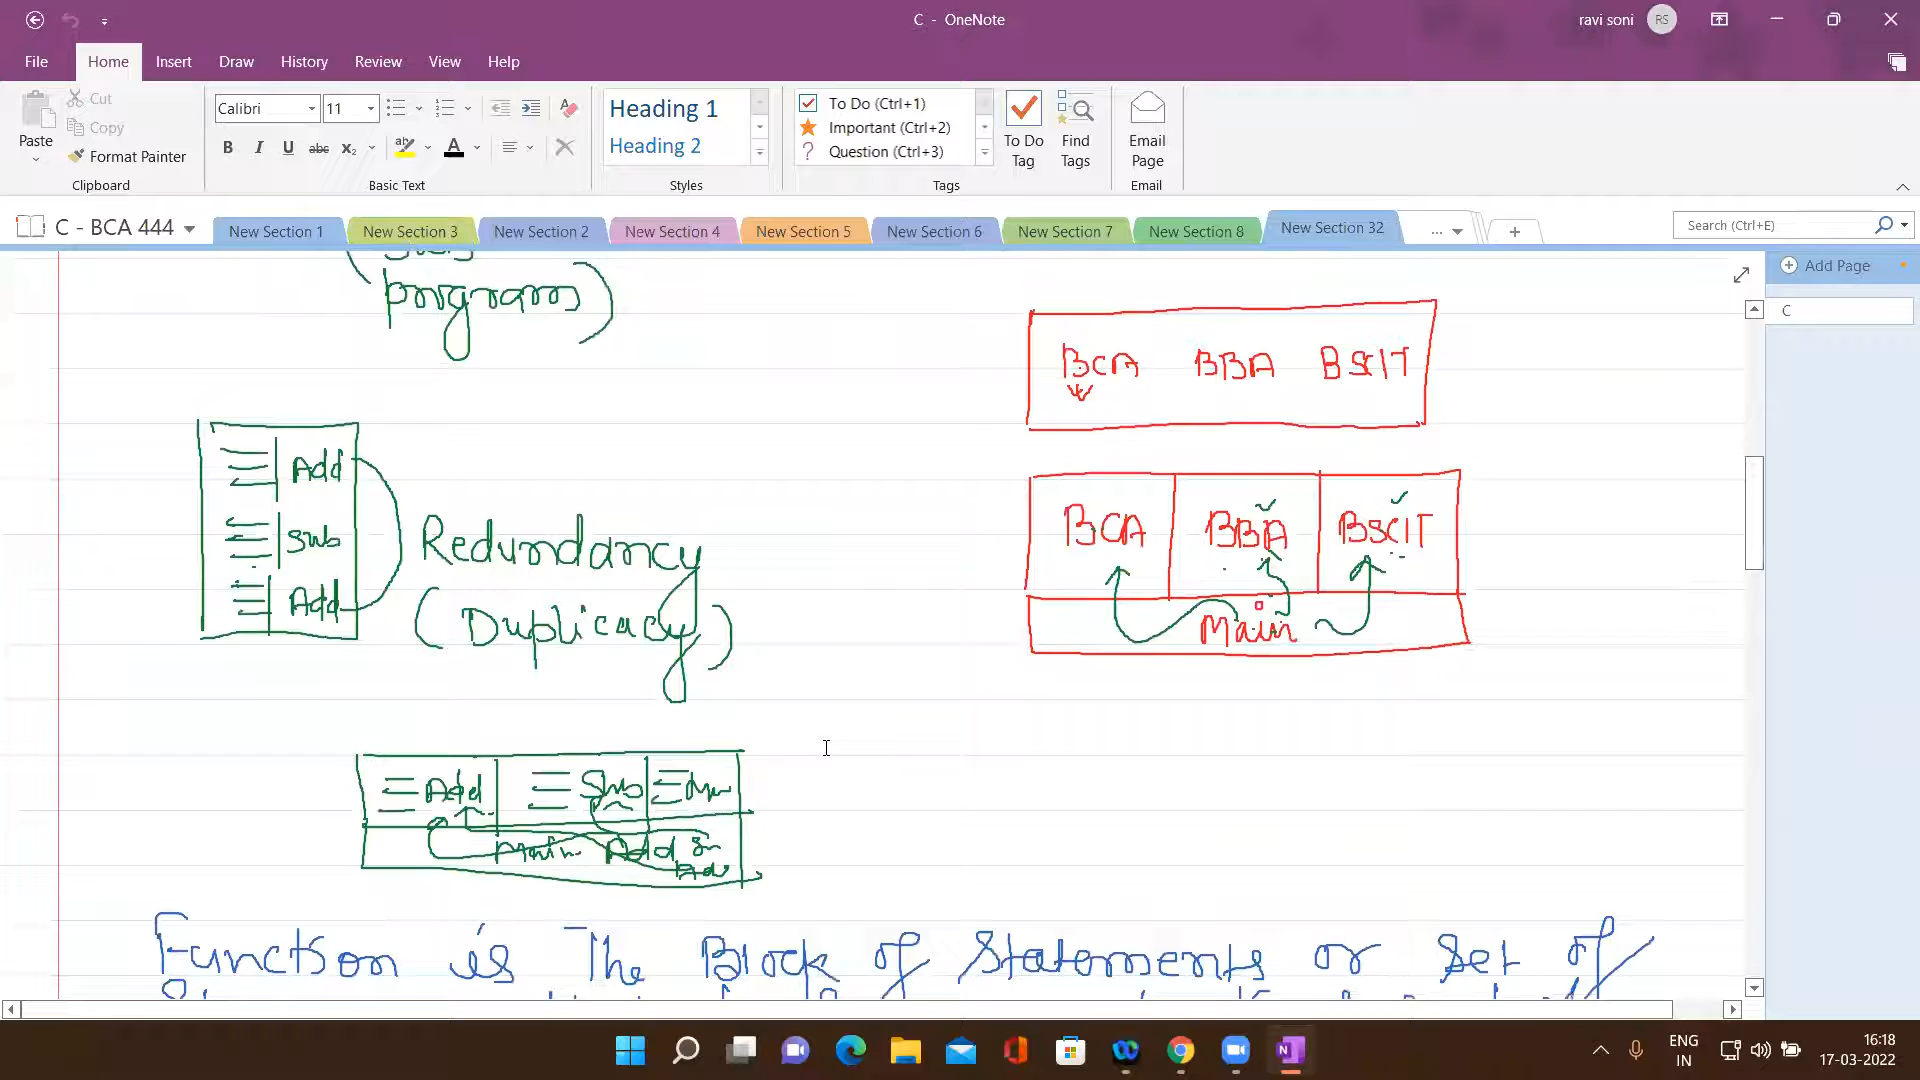 C - OneNote
ravi soni
RS
File
Home
Insert
Draw
History
Review
View
Help
Paste
Cut
Copy
Format Painter
Clipboard
Calibri
11
Basic Text
Heading 1
Heading 2
Styles
To Do (Ctrl+1)
Important (Ctrl+2)
Question (Ctrl+3)
To Do Tag
Find Tags
Tags
Email Page
Email
C - BCA 444
New Section 1
New Section 3
New Section 2
New Section 4
New Section 5
New Section 6
New Section 7
New Section 8
New Section 32
...
Search (Ctrl+E)
Add Page
C
programs)
BCA BBA BSCIT
Add
Sub
Add
Redundancy
(Duplicacy)
BCA BBA BSCIT
Main
Add Sub
Main Add
Function is The Block of Statements or Set of
ENG
IN
16:18
17-03-2022